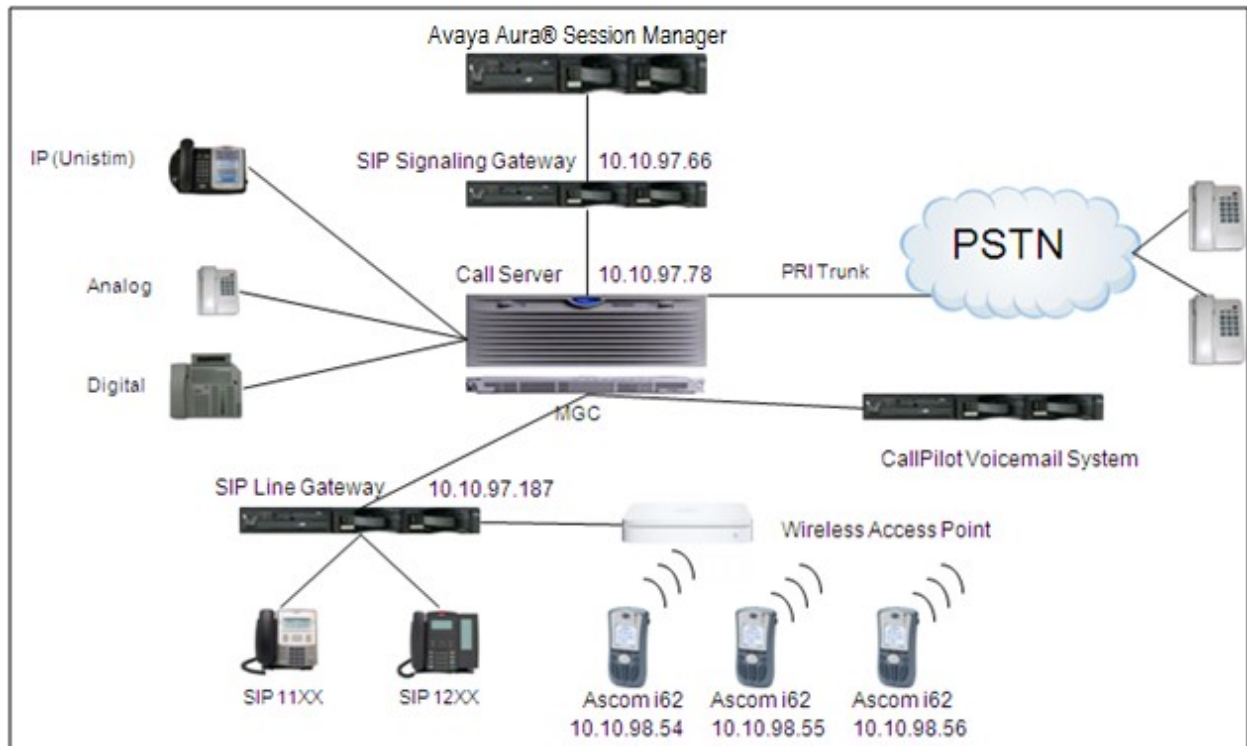 Avaya Aura® Session Manager
IP (Unistim)
SIP Signaling Gateway 10.10.97.66
PSTN
Call Server 10.10.97.78
PRI Trunk
Analog
Digital
MGC
CallPilot Voicemail System
SIP Line Gateway 10.10.97.187
Wireless Access Point
SIP 11XX
SIP 12XX
Ascom i62
10.10.98.54
Ascom i62
10.10.98.55
Ascom i62
10.10.98.56